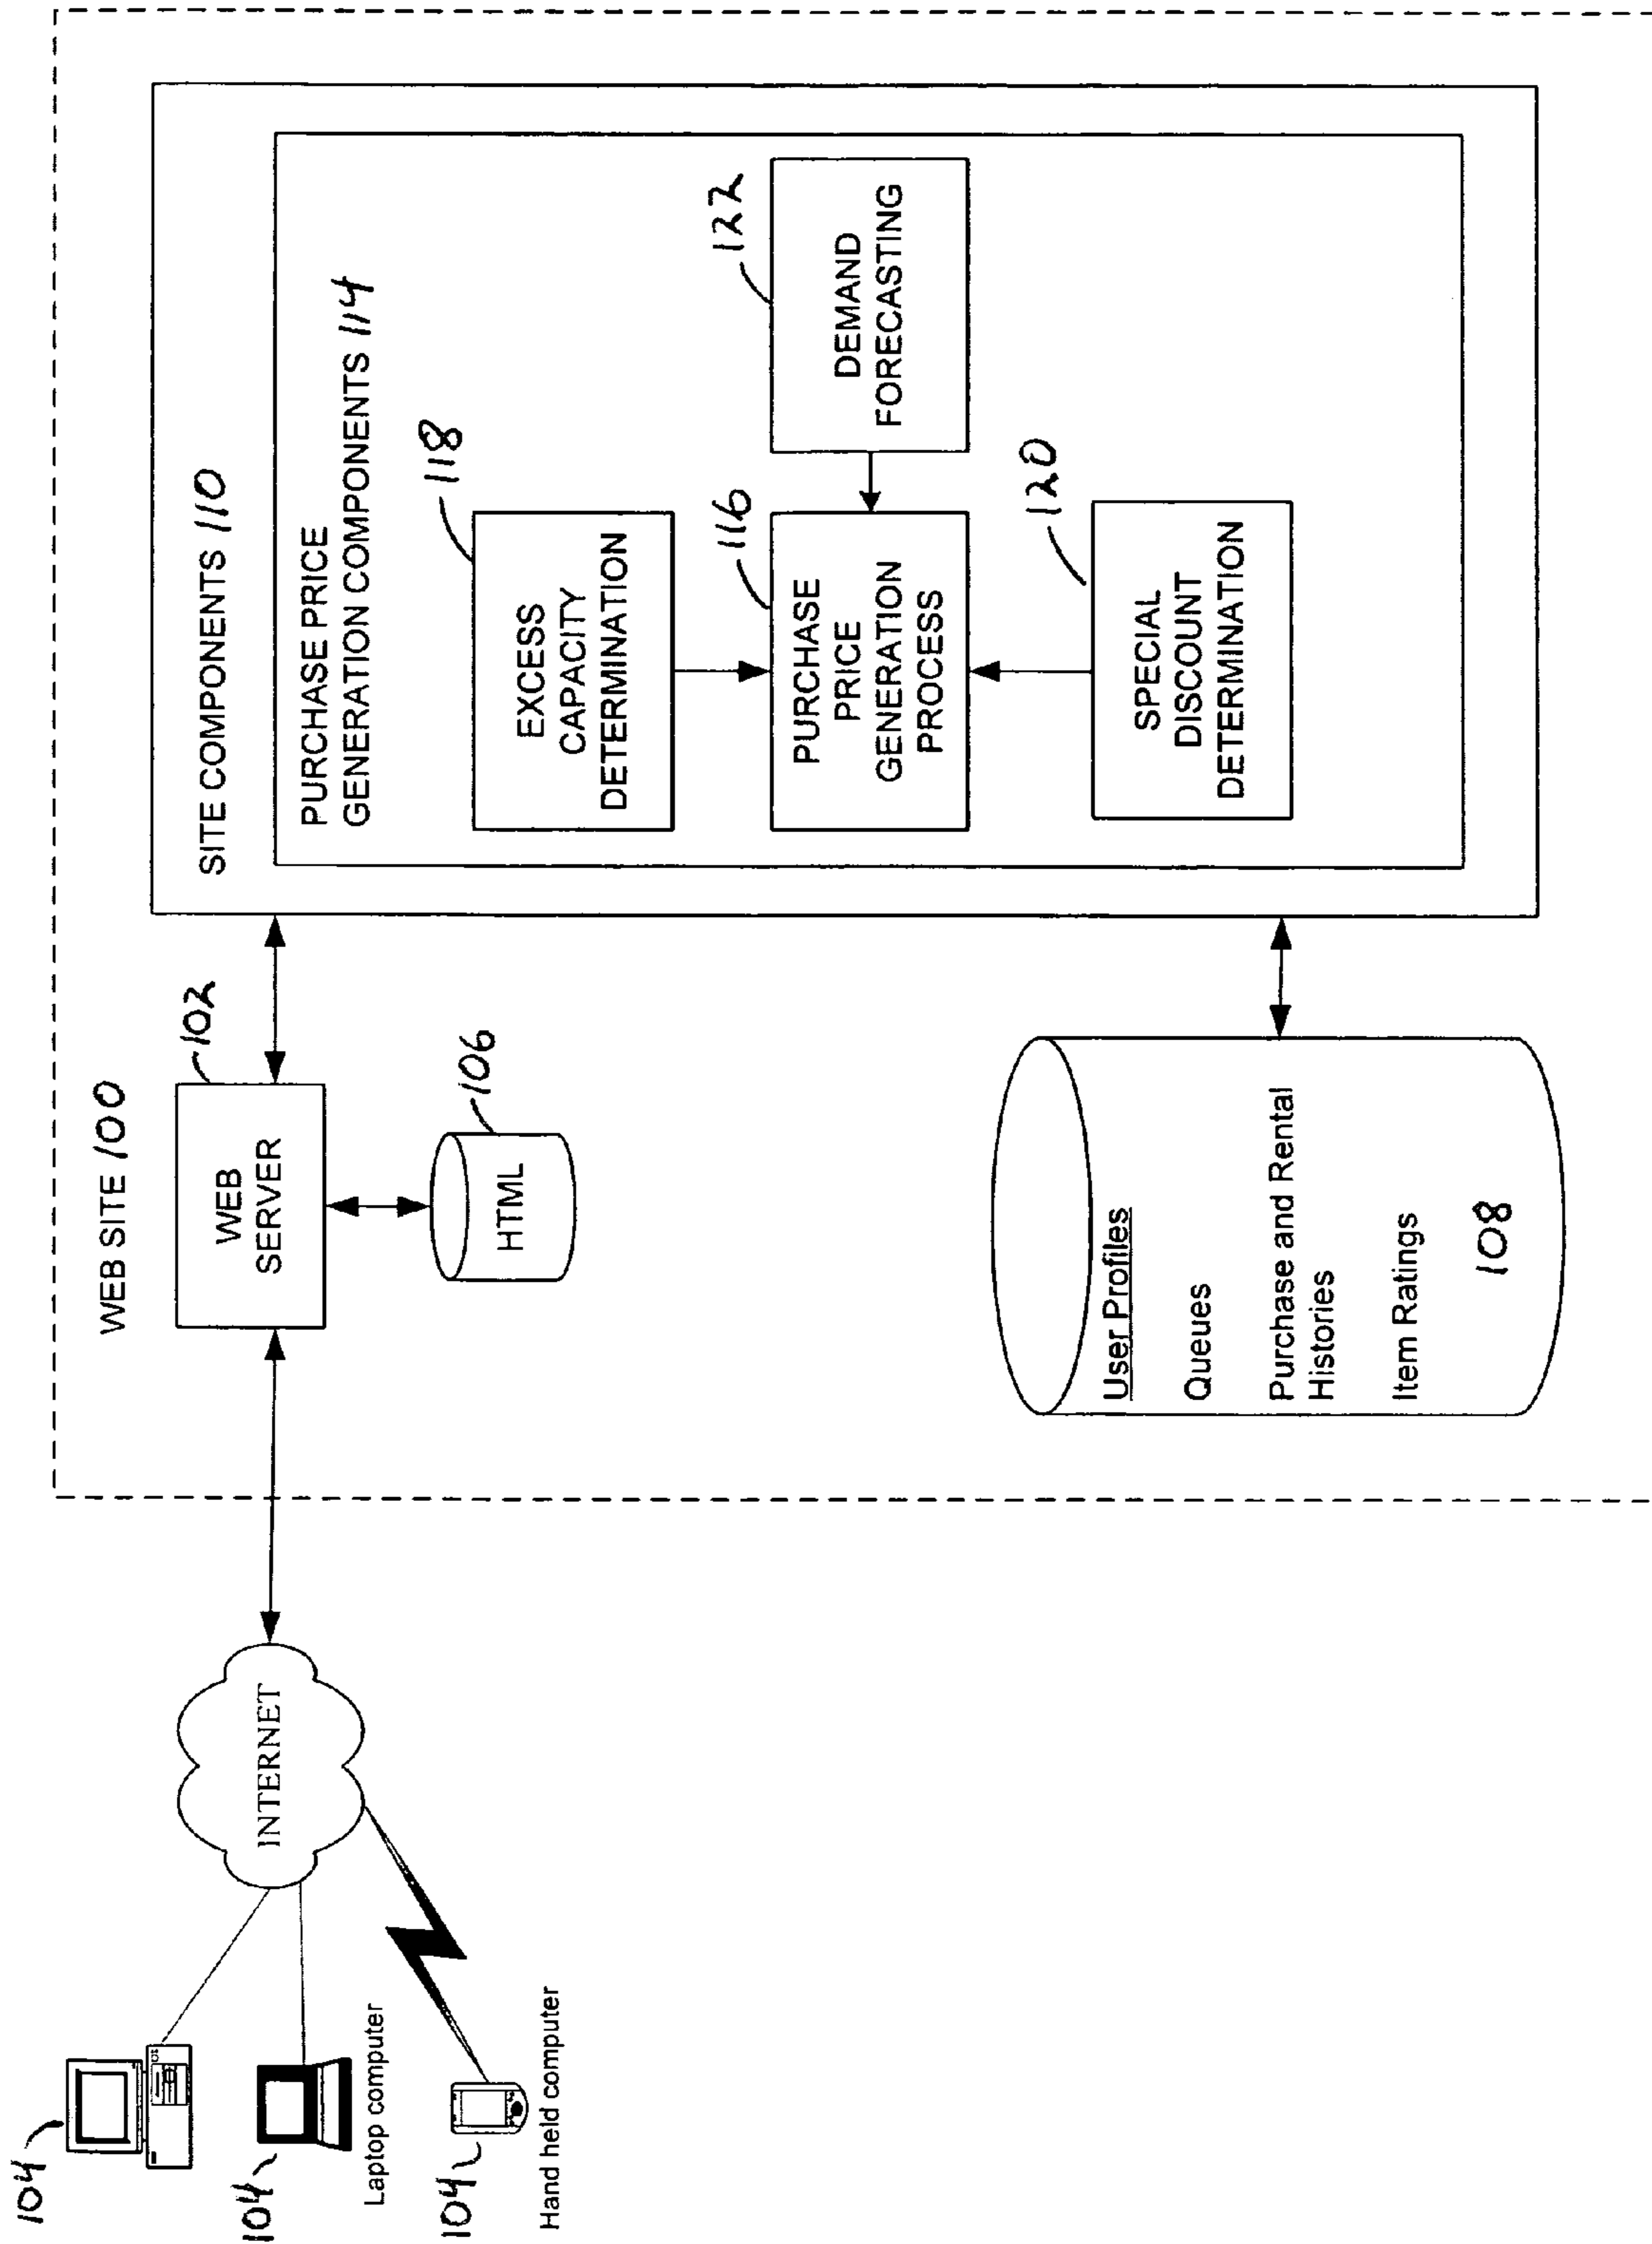 104
104
Laptop computer
104
Hand held computer
INTERNET
WEB SITE 100
102
WEB
SERVER
106
HTML
User Profiles
Queues
Purchase and Rental
Histories
Item Ratings
108
SITE COMPONENTS 110
PURCHASE PRICE
GENERATION COMPONENTS 114
118
EXCESS
CAPACITY
DETERMINATION
116
PURCHASE
PRICE
GENERATION
PROCESS
122
DEMAND
FORECASTING
120
SPECIAL
DISCOUNT
DETERMINATION